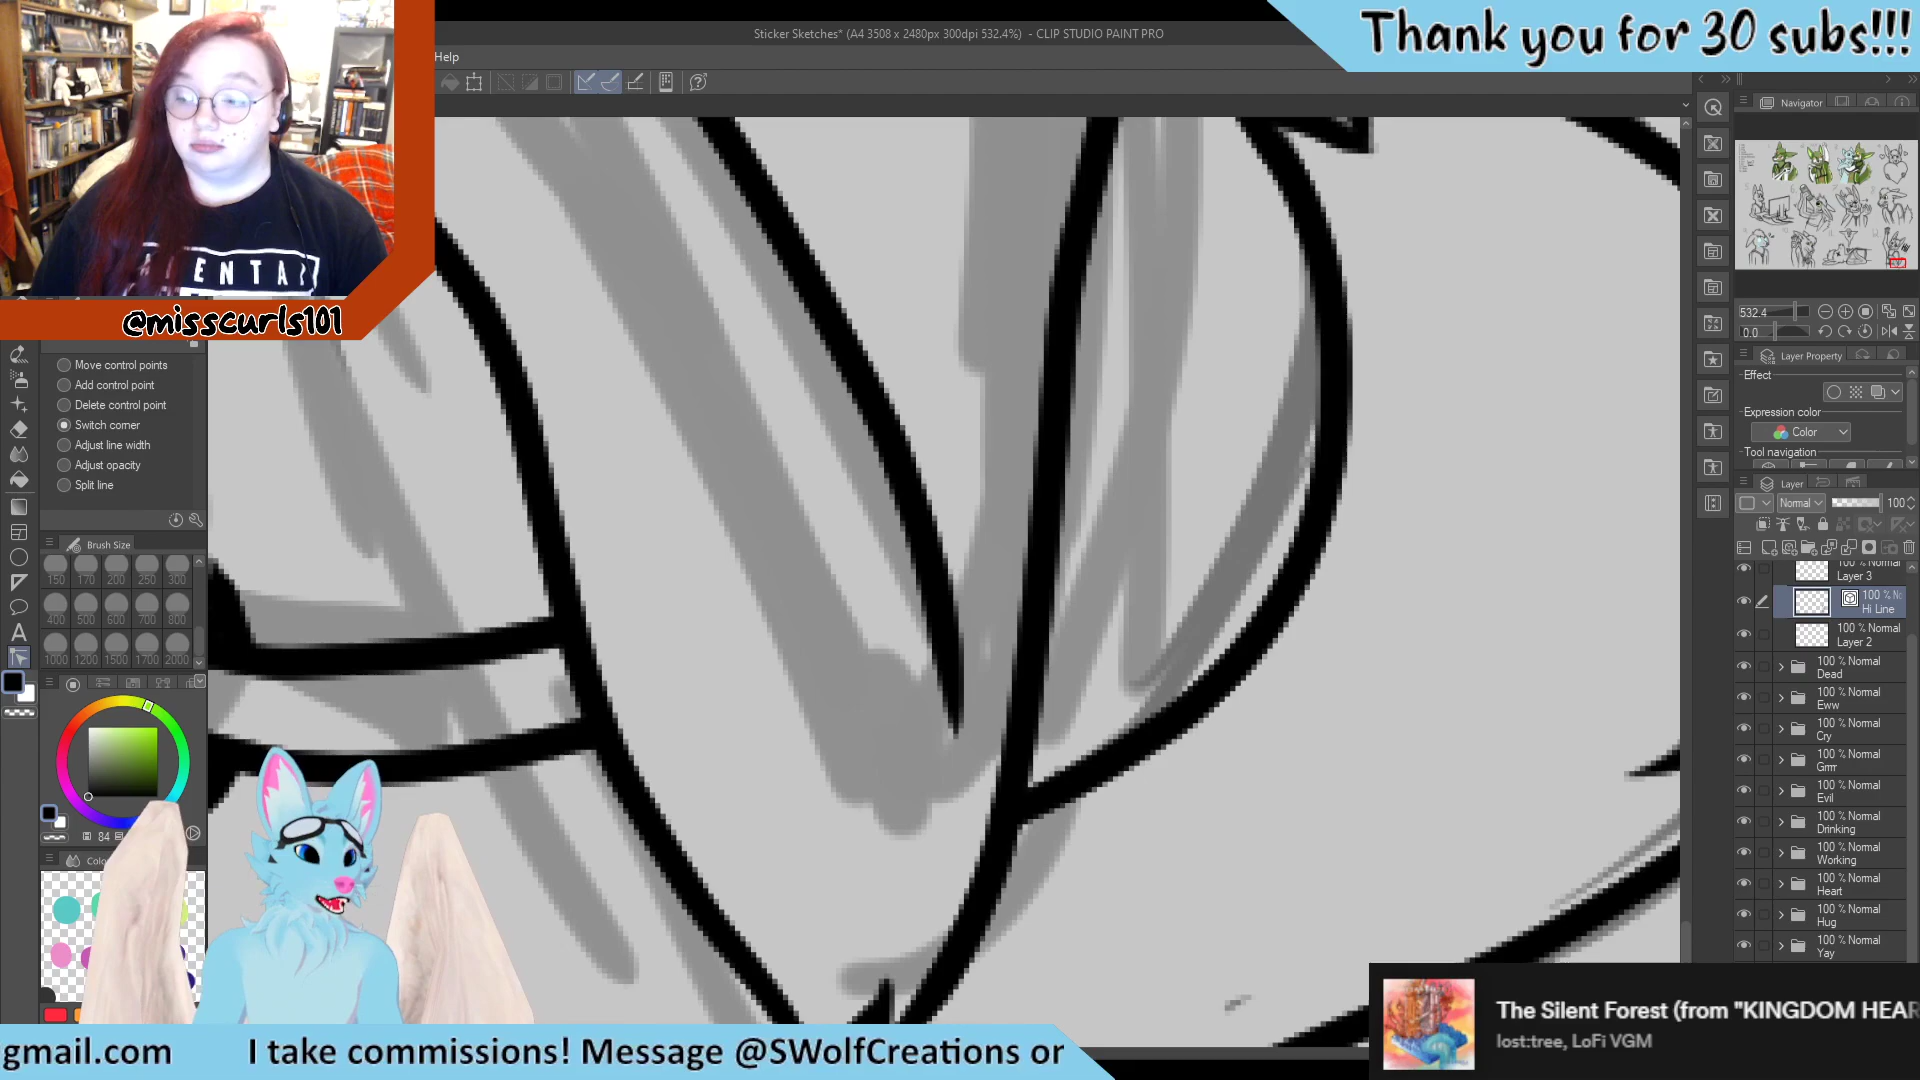 Thank you for 30 subs!!!
Sticker Sketches* (A4 3508 x 2480px 300dpi 532.4%) - CLIP STUDIO PAINT PRO
Help
Navigator
ENTA
@misscurls101
532.4
0.0
Layer Property
Effect
Expression color
Color
Tool navigation
Move control points
Add control point
Delete control point
Switch corner
Adjust line width
Adjust opacity
Split line
Layer
Normal
100
Brush Size
150 170 200 250 300
400 500 600 700 800
1000 1200 1500 1700 2000
100 % Normal
Layer 3
Hi Line
100 % Normal
Layer 2
100 % Normal
Dead
100 % Normal
Eww
100 % Normal
Cry
100 % Normal
Grrr
100 % Normal
Evil
100 % Normal
Drinking
100 % Normal
Working
100 % Normal
Heart
100 % Normal
Hug
100 % Normal
Yay
84
The Silent Forest (from "KINGDOM HEAR
lost:tree, LoFi VGM
gmail.com I take commissions! Message @SWolfCreations or